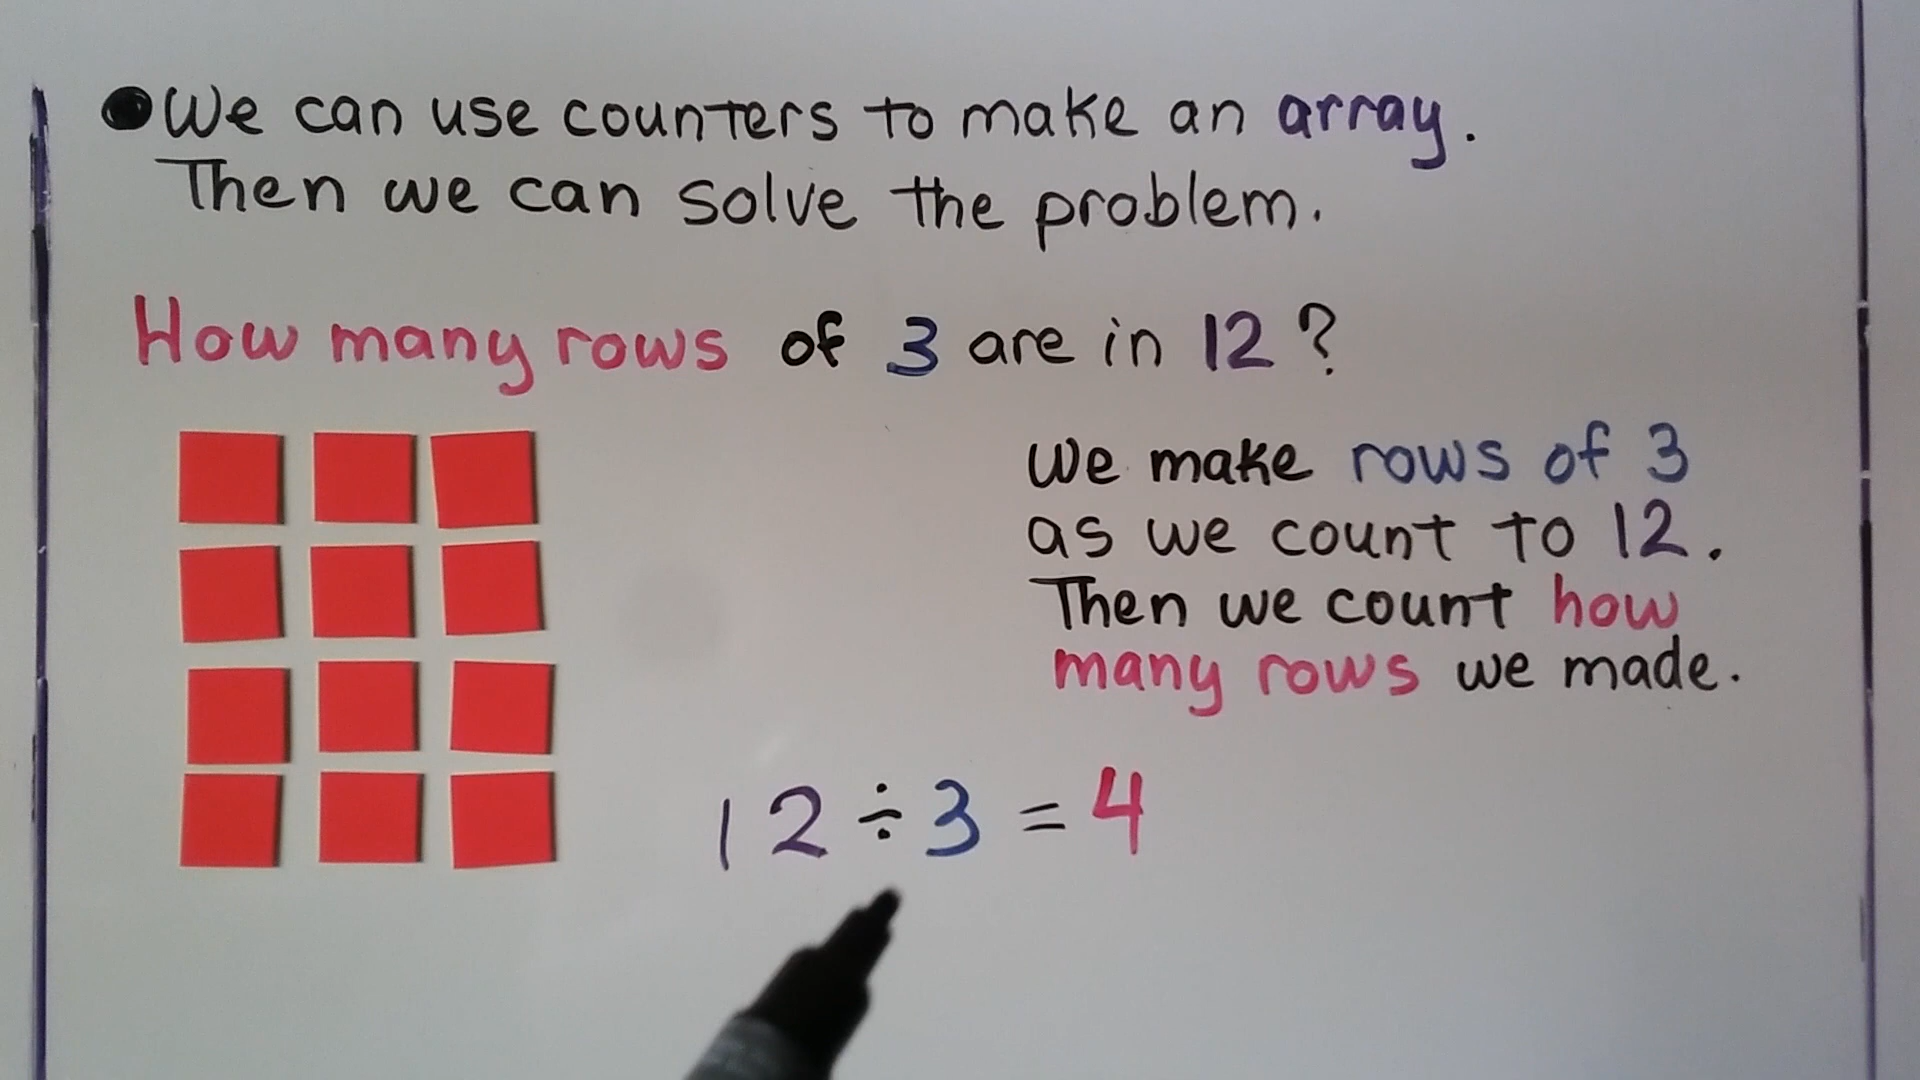 We can use counters to make an array.
Then we can solve the problem.
How many rows of 3 are in 12?
We make rows of 3
as we count to 12.
Then we count how
many rows we made.
12 ÷ 3 = 4